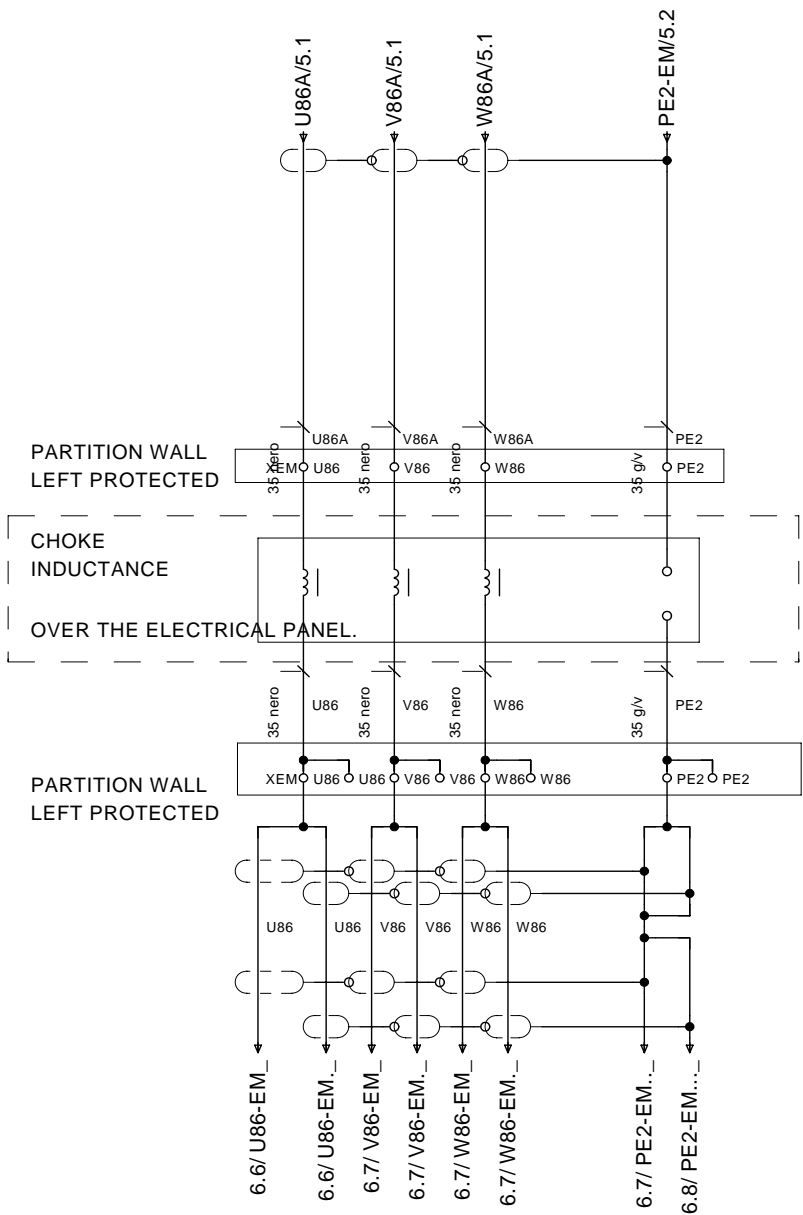 U86A/5.1
V86A/5.1
W86A/5.1
PE2-EM/5.2
35 nero
U86A
35 nero
V86A
35 nero
W86A
35 g/v
PE2
PARTITION WALL
LEFT PROTECTED
XEM
U86
V86
W86
PE2
CHOKE
INDUCTANCE
OVER THE ELECTRICAL PANEL.
35 nero
U86
35 nero
V86
35 nero
W86
35 g/v
PE2
PARTITION WALL
LEFT PROTECTED
XEM
U86
U86
V86
V86
W86
W86
PE2
PE2
U86
U86
V86
V86
W86
W86
6.6/ U86-EM_
6.6/ U86-EM._
6.7/ V86-EM_
6.7/ V86-EM._
6.7/ W86-EM_
6.7/ W86-EM._
6.7/ PE2-EM.._
6.8/ PE2-EM..._